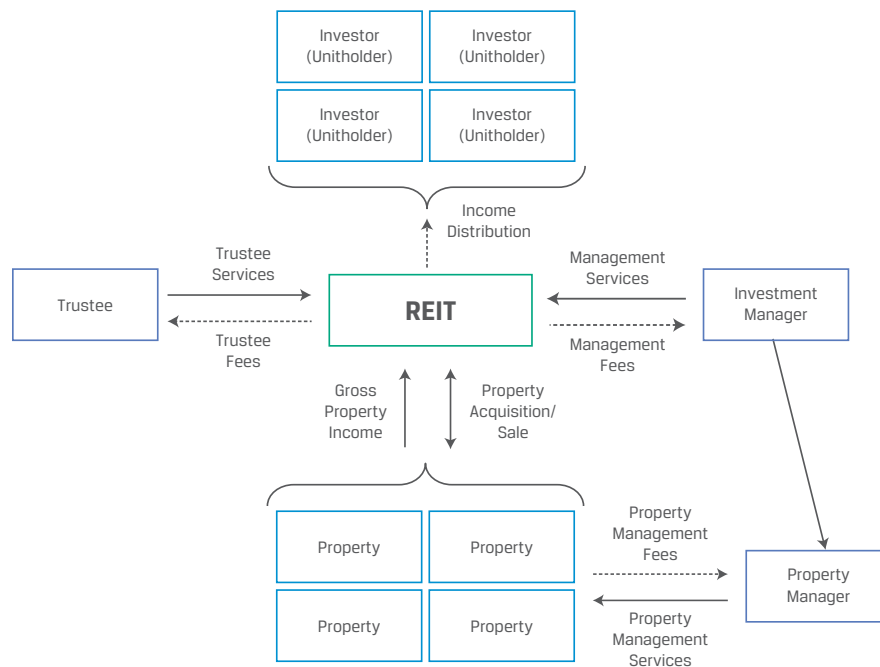 Investor
(Unitholder)
Investor
(Unitholder)
Investor
(Unitholder)
Investor
(Unitholder)
Income
Distribution
Trustee
Services
Management
Services
Trustee
REIT
Investment
Manager
Trustee
Fees
Management
Fees
Gross
Property
Income
Property
Acquisition/
Sale
Property
Property
Property
Management
Fees
Property
Manager
Property
Property
Property
Management
Services